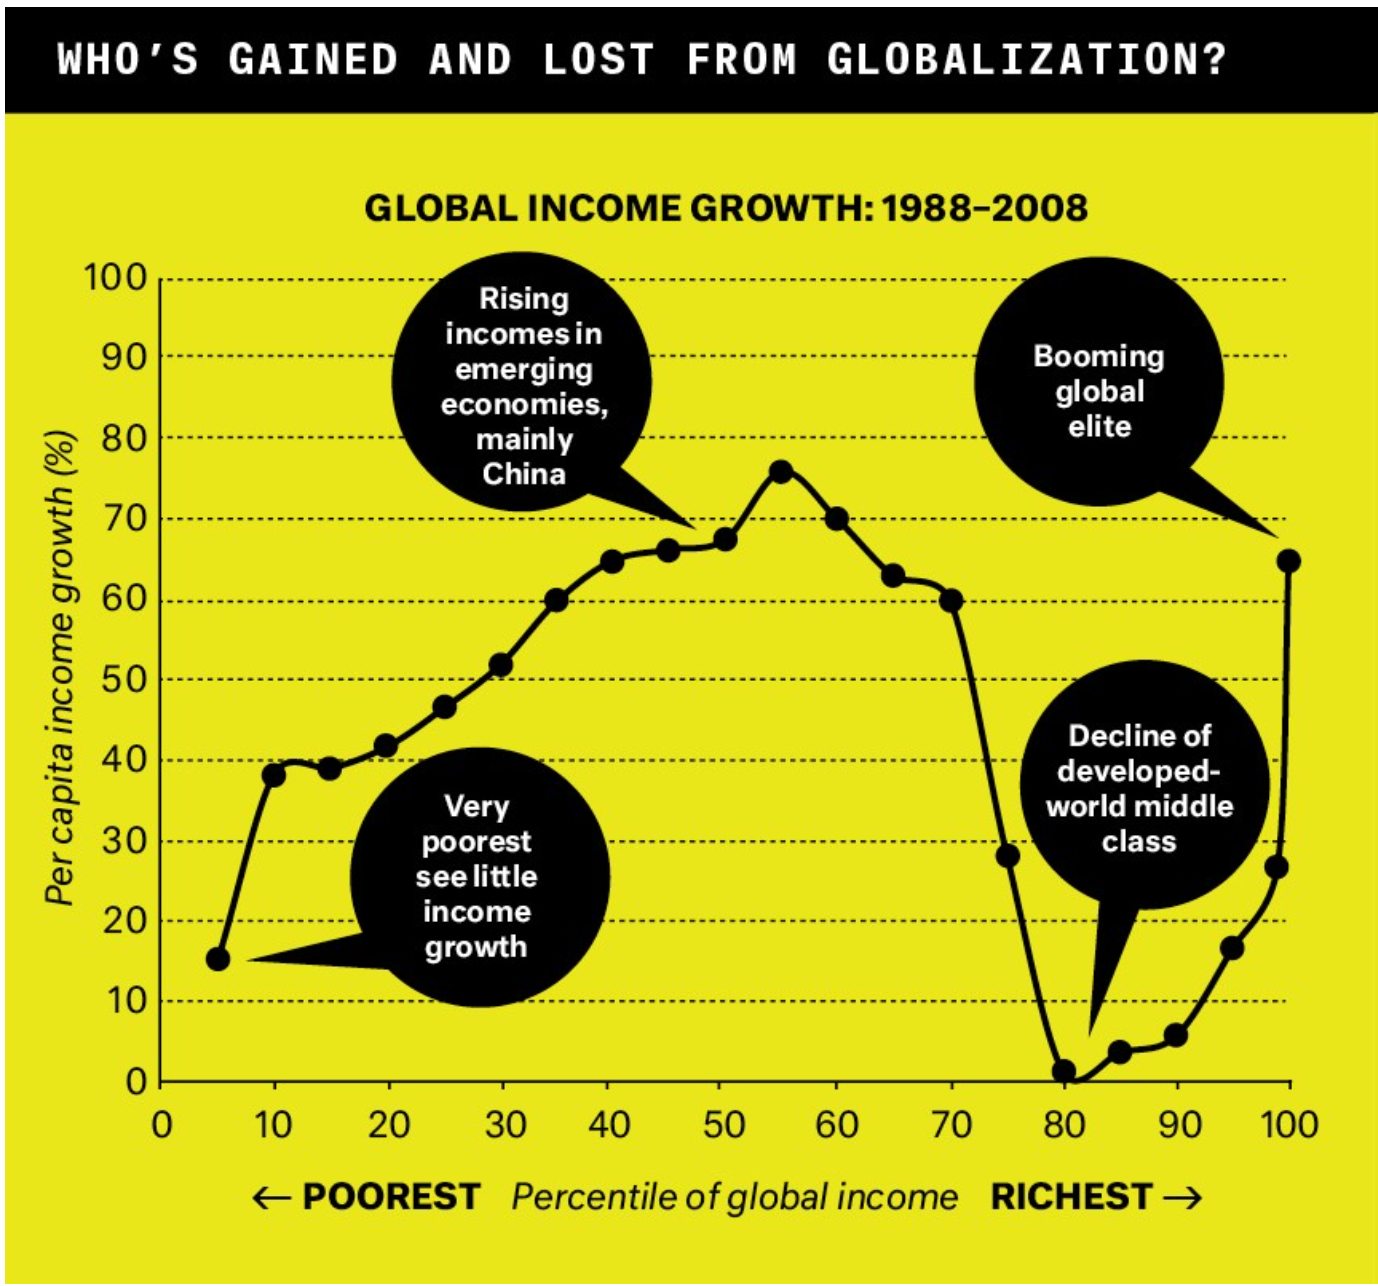 WHO'S GAINED AND LOST FROM GLOBALIZATION?
GLOBAL INCOME GROWTH: 1988–2008
Per capita income growth (%)
100
90
80
70
60
50
40
30
20
10
0
Rising
incomes in
emerging
economies,
mainly
China
Booming
global
elite
Very
poorest
see little
income
growth
Decline of
developed-
world middle
class
0 10 20 30 40 50 60 70 80 90 100
← POOREST Percentile of global income RICHEST →